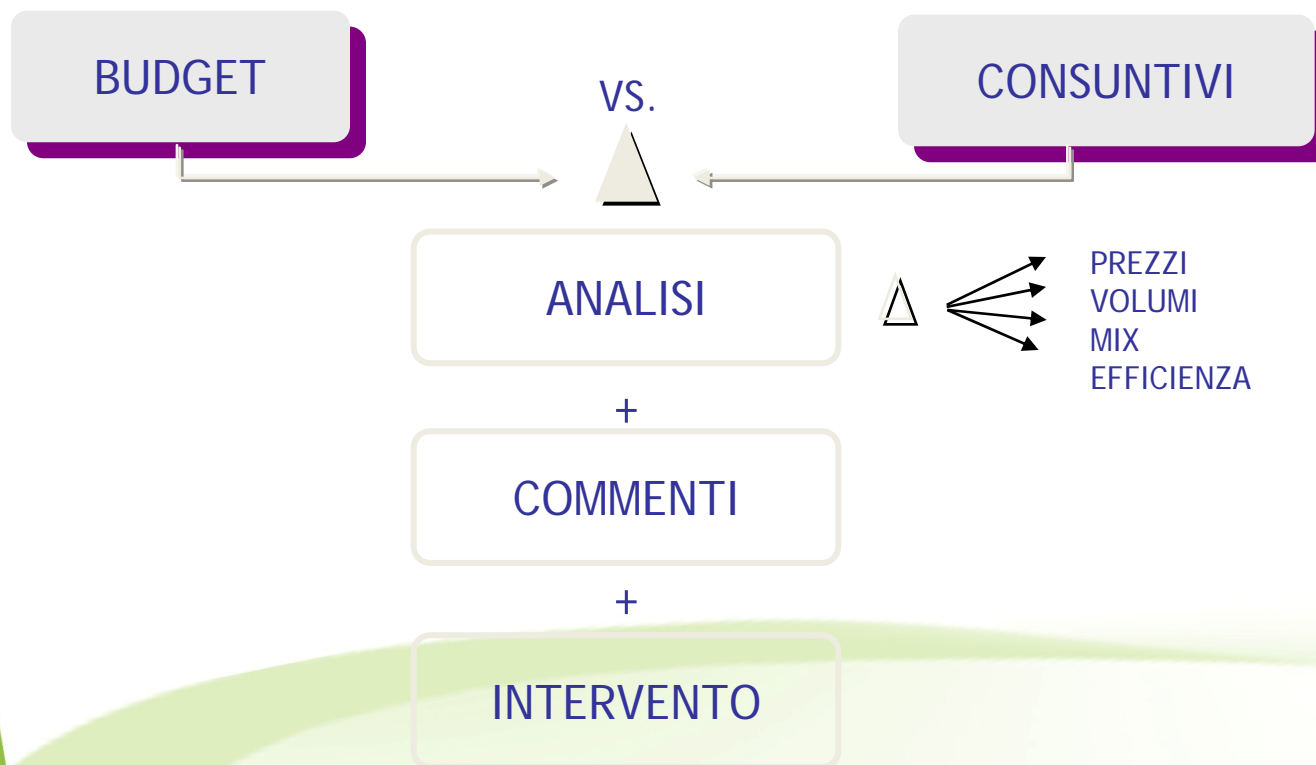 BUDGET
VS.
CONSUNTIVI
ANALISI
PREZZI
VOLUMI
MIX
EFFICIENZA
+
COMMENTI
+
INTERVENTO